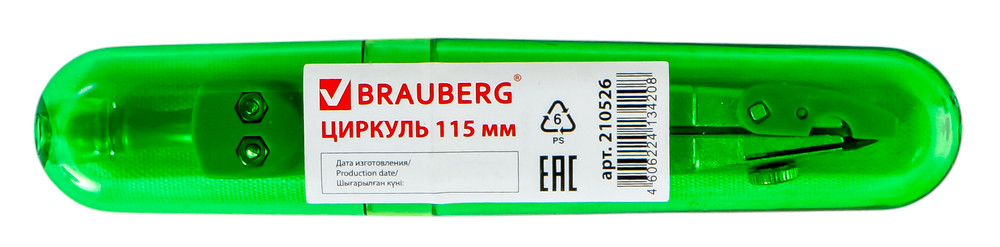 BRAUBERG®
ЦИРКУЛЬ 115 мм
Дата изготовления/
Production date/
Шығарылған күні:
6
PS
EAC
арт. 210526
4 606224 134208